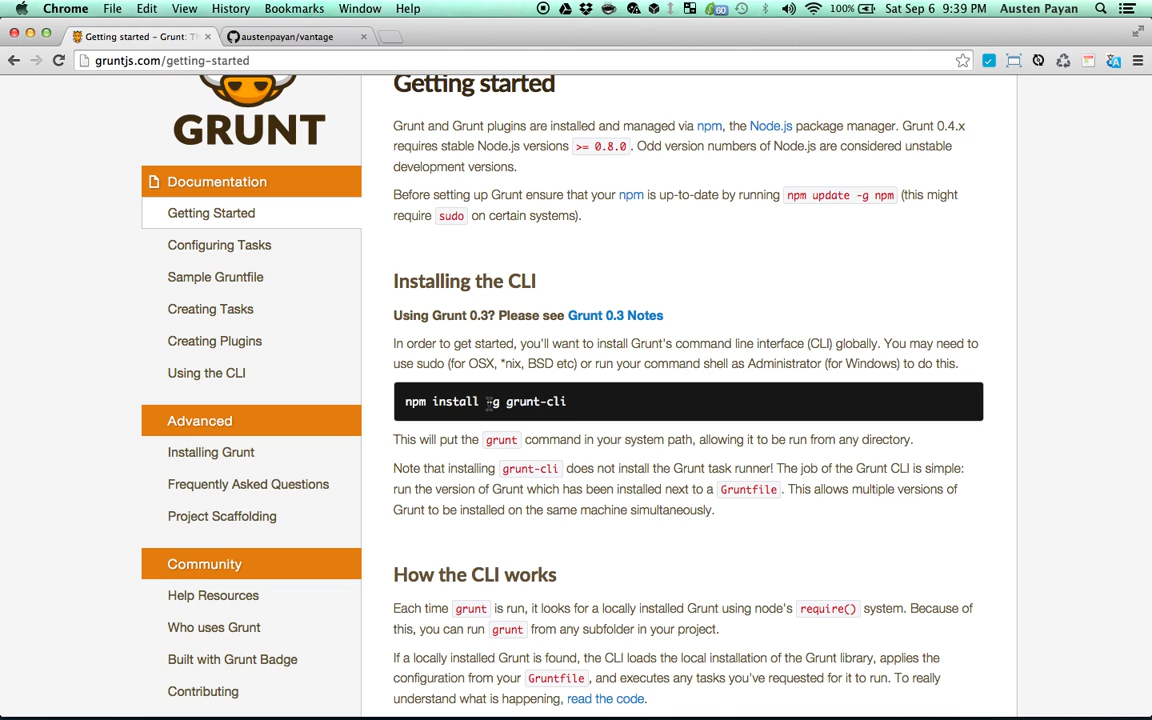 Chrome File Edit View History Bookmarks Window Help 60 100% Sat Sep 6 9:39 PM Austen Payan
Getting started - Grunt: Th × austenpayan/vantage ×
gruntjs.com/getting-started
GRUNT
Documentation
Getting Started
Configuring Tasks
Sample Gruntfile
Creating Tasks
Creating Plugins
Using the CLI
Advanced
Installing Grunt
Frequently Asked Questions
Project Scaffolding
Community
Help Resources
Who uses Grunt
Built with Grunt Badge
Contributing
Getting started
Grunt and Grunt plugins are installed and managed via npm, the Node.js package manager. Grunt 0.4.x
requires stable Node.js versions >= 0.8.0. Odd version numbers of Node.js are considered unstable
development versions.
Before setting up Grunt ensure that your npm is up-to-date by running npm update -g npm (this might
require sudo on certain systems).
Installing the CLI
Using Grunt 0.3? Please see Grunt 0.3 Notes
In order to get started, you'll want to install Grunt's command line interface (CLI) globally. You may need to
use sudo (for OSX, *nix, BSD etc) or run your command shell as Administrator (for Windows) to do this.
npm install -g grunt-cli
This will put the grunt command in your system path, allowing it to be run from any directory.
Note that installing grunt-cli does not install the Grunt task runner! The job of the Grunt CLI is simple:
run the version of Grunt which has been installed next to a Gruntfile. This allows multiple versions of
Grunt to be installed on the same machine simultaneously.
How the CLI works
Each time grunt is run, it looks for a locally installed Grunt using node's require() system. Because of
this, you can run grunt from any subfolder in your project.
If a locally installed Grunt is found, the CLI loads the local installation of the Grunt library, applies the
configuration from your Gruntfile, and executes any tasks you've requested for it to run. To really
understand what is happening, read the code.